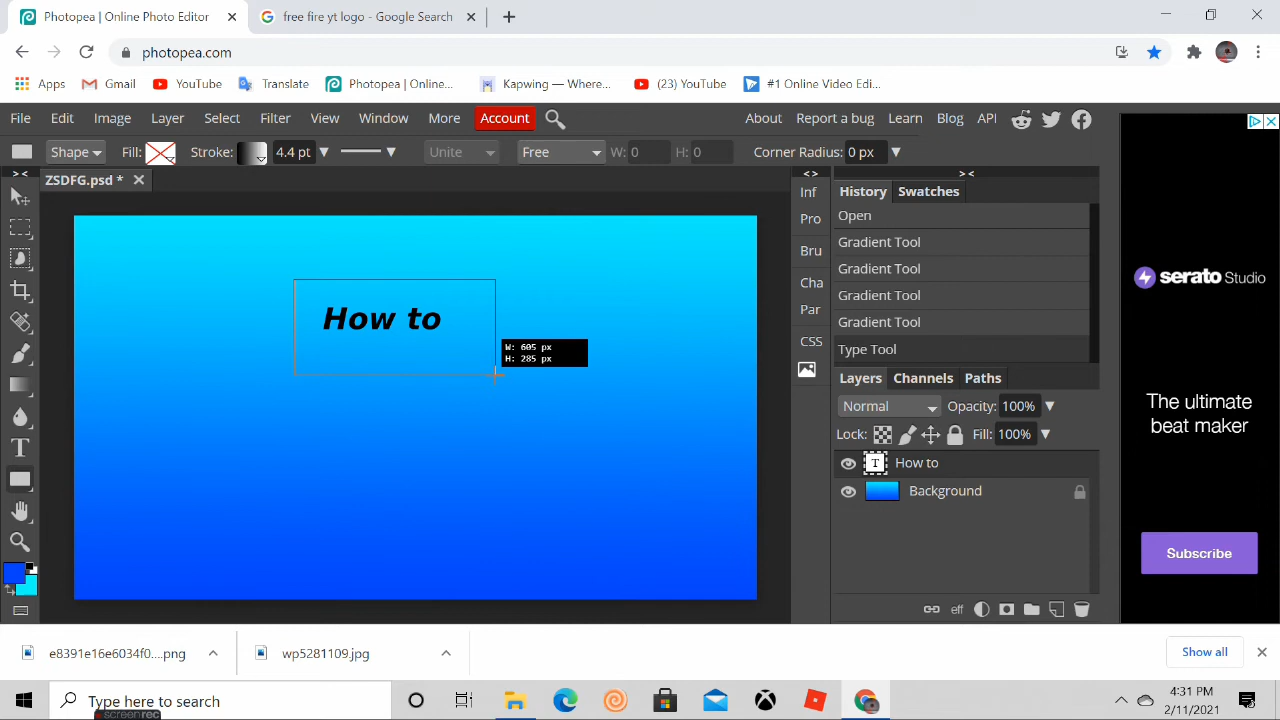 Photopea | Online Photo Editor
free fire yt logo - Google Search
photopea.com
Apps Gmail YouTube Translate Photopea | Online... Kapwing — Where... (23) YouTube #1 Online Video Edi...
File Edit Image Layer Select Filter View Window More Account About Report a bug Learn Blog API
Shape Fill: Stroke: 4.4 pt Unite Free W: 0 H: 0 Corner Radius: 0 px
ZSDFG.psd *
Inf
Pro
Bru
Cha
Par
CSS
History Swatches
Open
Gradient Tool
Gradient Tool
Gradient Tool
Gradient Tool
Type Tool
Layers Channels Paths
Normal Opacity: 100%
Lock: Fill: 100%
T How to
Background
eff
How to
W: 605 px
H: 285 px
T
serato Studio
The ultimate
beat maker
Subscribe
e8391e16e6034f0....png
wp5281109.jpg
Show all
Type here to search
screenrec
4:31 PM
2/11/2021